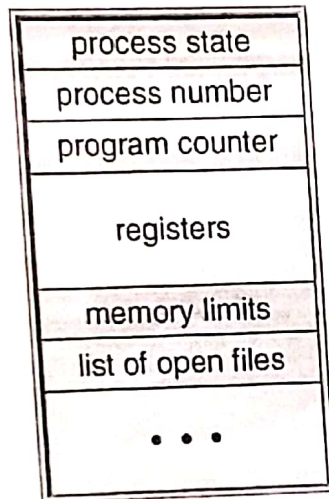 process state
process number
program counter
registers
memory limits
list of open files
• • •